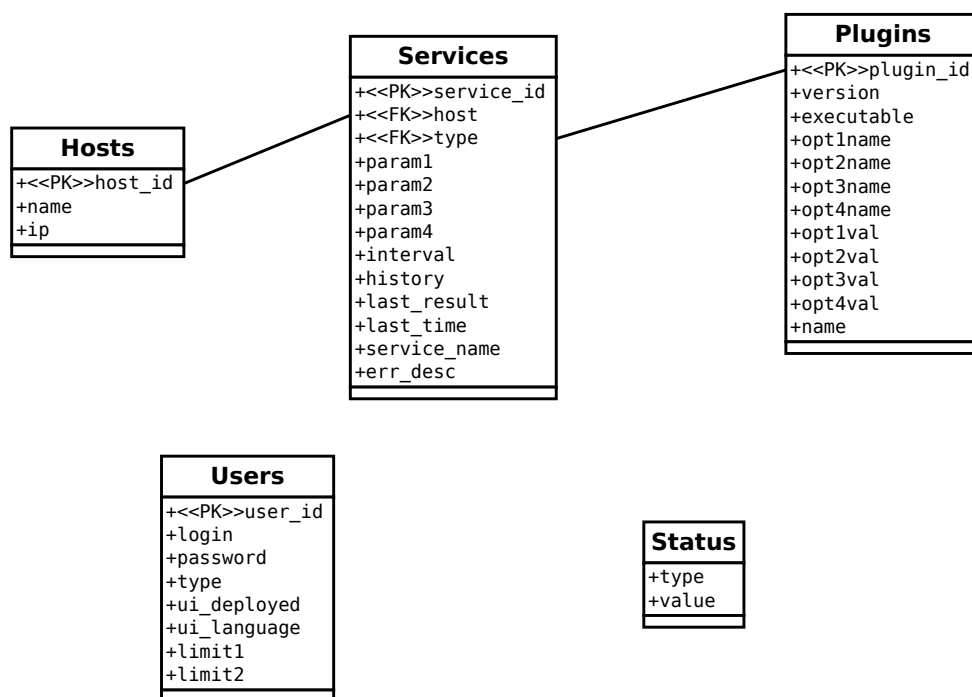 Hosts
+<<PK>>host_id
+name
+ip
Services
+<<PK>>service_id
+<<FK>>host
+<<FK>>type
+param1
+param2
+param3
+param4
+interval
+history
+last_result
+last_time
+service_name
+err_desc
Plugins
+<<PK>>plugin_id
+version
+executable
+opt1name
+opt2name
+opt3name
+opt4name
+opt1val
+opt2val
+opt3val
+opt4val
+name
Users
+<<PK>>user_id
+login
+password
+type
+ui_deployed
+ui_language
+limit1
+limit2
Status
+type
+value